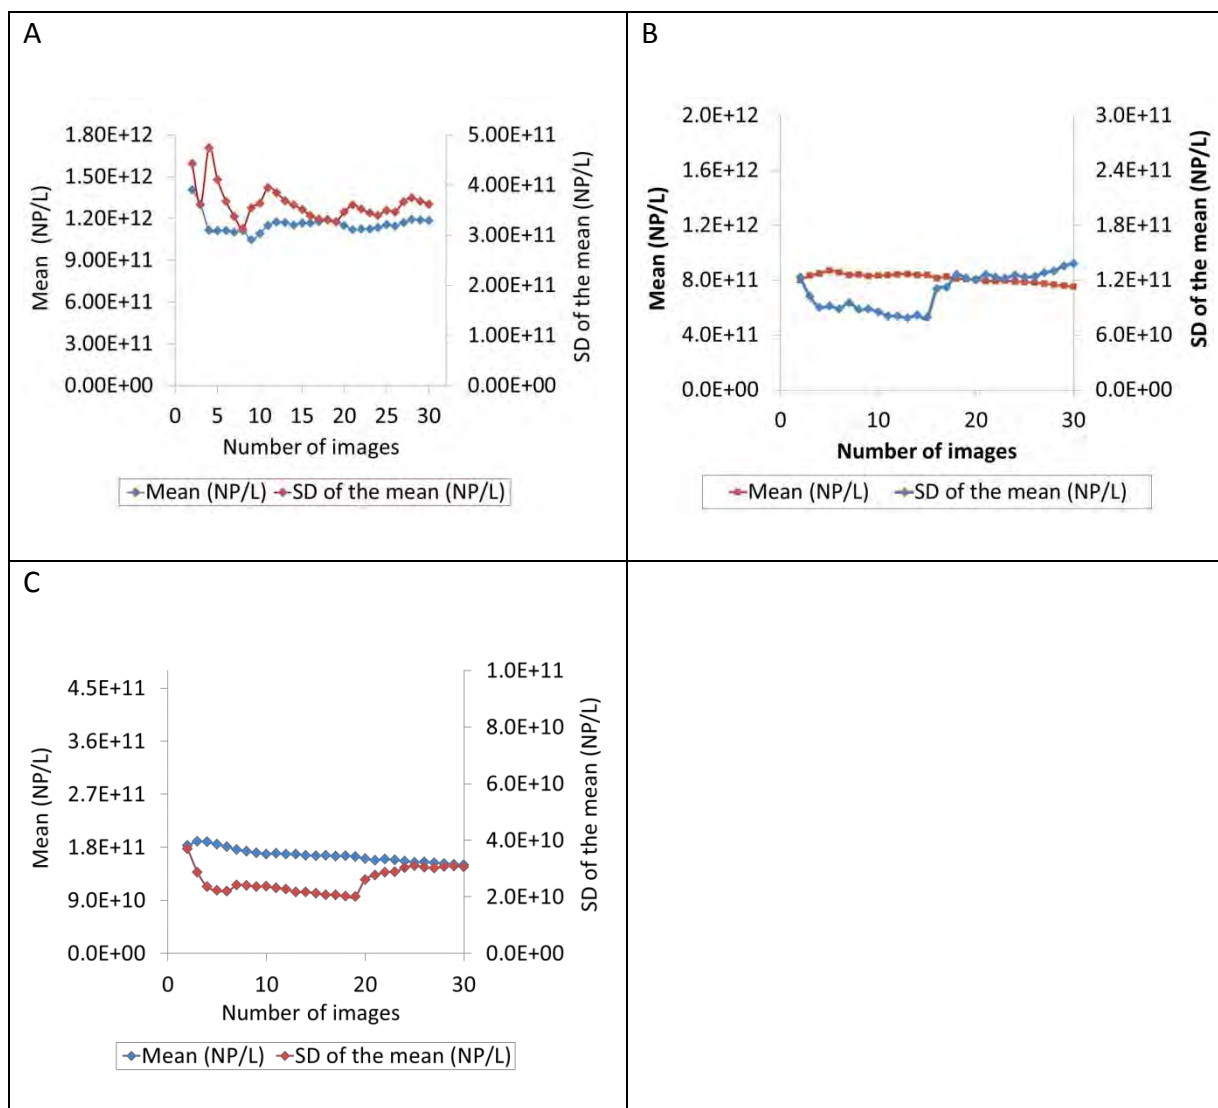 A
1.80E+12
1.50E+12
1.20E+12
9.00E+11
6.00E+11
3.00E+11
0.00E+00
Mean (NP/L)
5.00E+11
4.00E+11
3.00E+11
2.00E+11
1.00E+11
0.00E+00
SD of the mean (NP/L)
0 5 10 15 20 25 30
Number of images
Mean (NP/L) SD of the mean (NP/L)
B
2.0E+12
1.6E+12
1.2E+12
8.0E+11
4.0E+11
0.0E+00
Mean (NP/L)
3.0E+11
2.4E+11
1.8E+11
1.2E+11
6.0E+10
0.0E+00
SD of the mean (NP/L)
0 10 20 30
Number of images
Mean (NP/L) SD of the mean (NP/L)
C
4.5E+11
3.6E+11
2.7E+11
1.8E+11
9.0E+10
0.0E+00
Mean (NP/L)
1.0E+11
8.0E+10
6.0E+10
4.0E+10
2.0E+10
0.0E+00
SD of the mean (NP/L)
0 10 20 30
Number of images
Mean (NP/L) SD of the mean (NP/L)